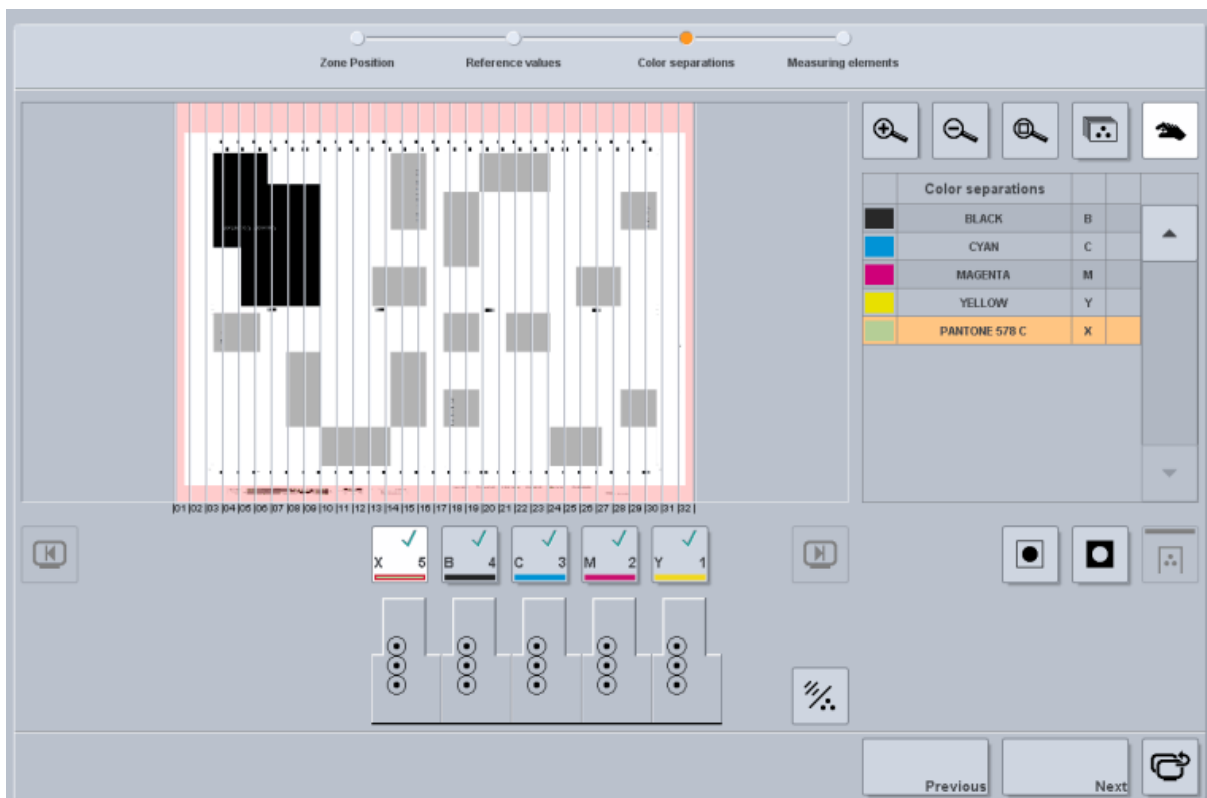 Zone Position Reference values Color separations Measuring elements
Color separations
BLACK B
CYAN C
MAGENTA M
YELLOW Y
PANTONE 578 C X
|01 |02 |03 |04 |05 |06 |07 |08 |09 |10 |11 |12 |13 |14 |15 |16 |17 |18 |19 |20 |21 |22 |23 |24 |25 |26 |27 |28 |29 |30 |31 |32 |
X 5 B 4 C 3 M 2 Y 1
Previous Next